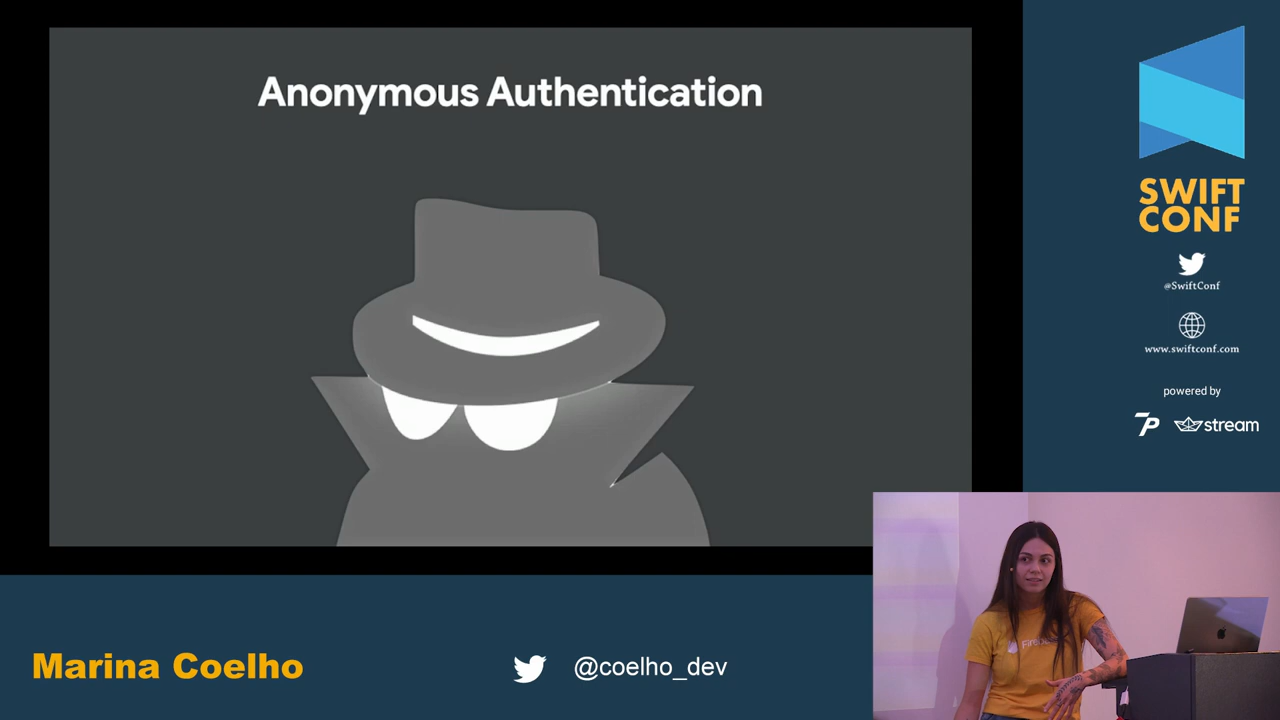 Anonymous Authentication
SWIFT
CONF
@SwiftConf
www.swiftconf.com
powered by
stream
Marina Coelho
@coelho_dev